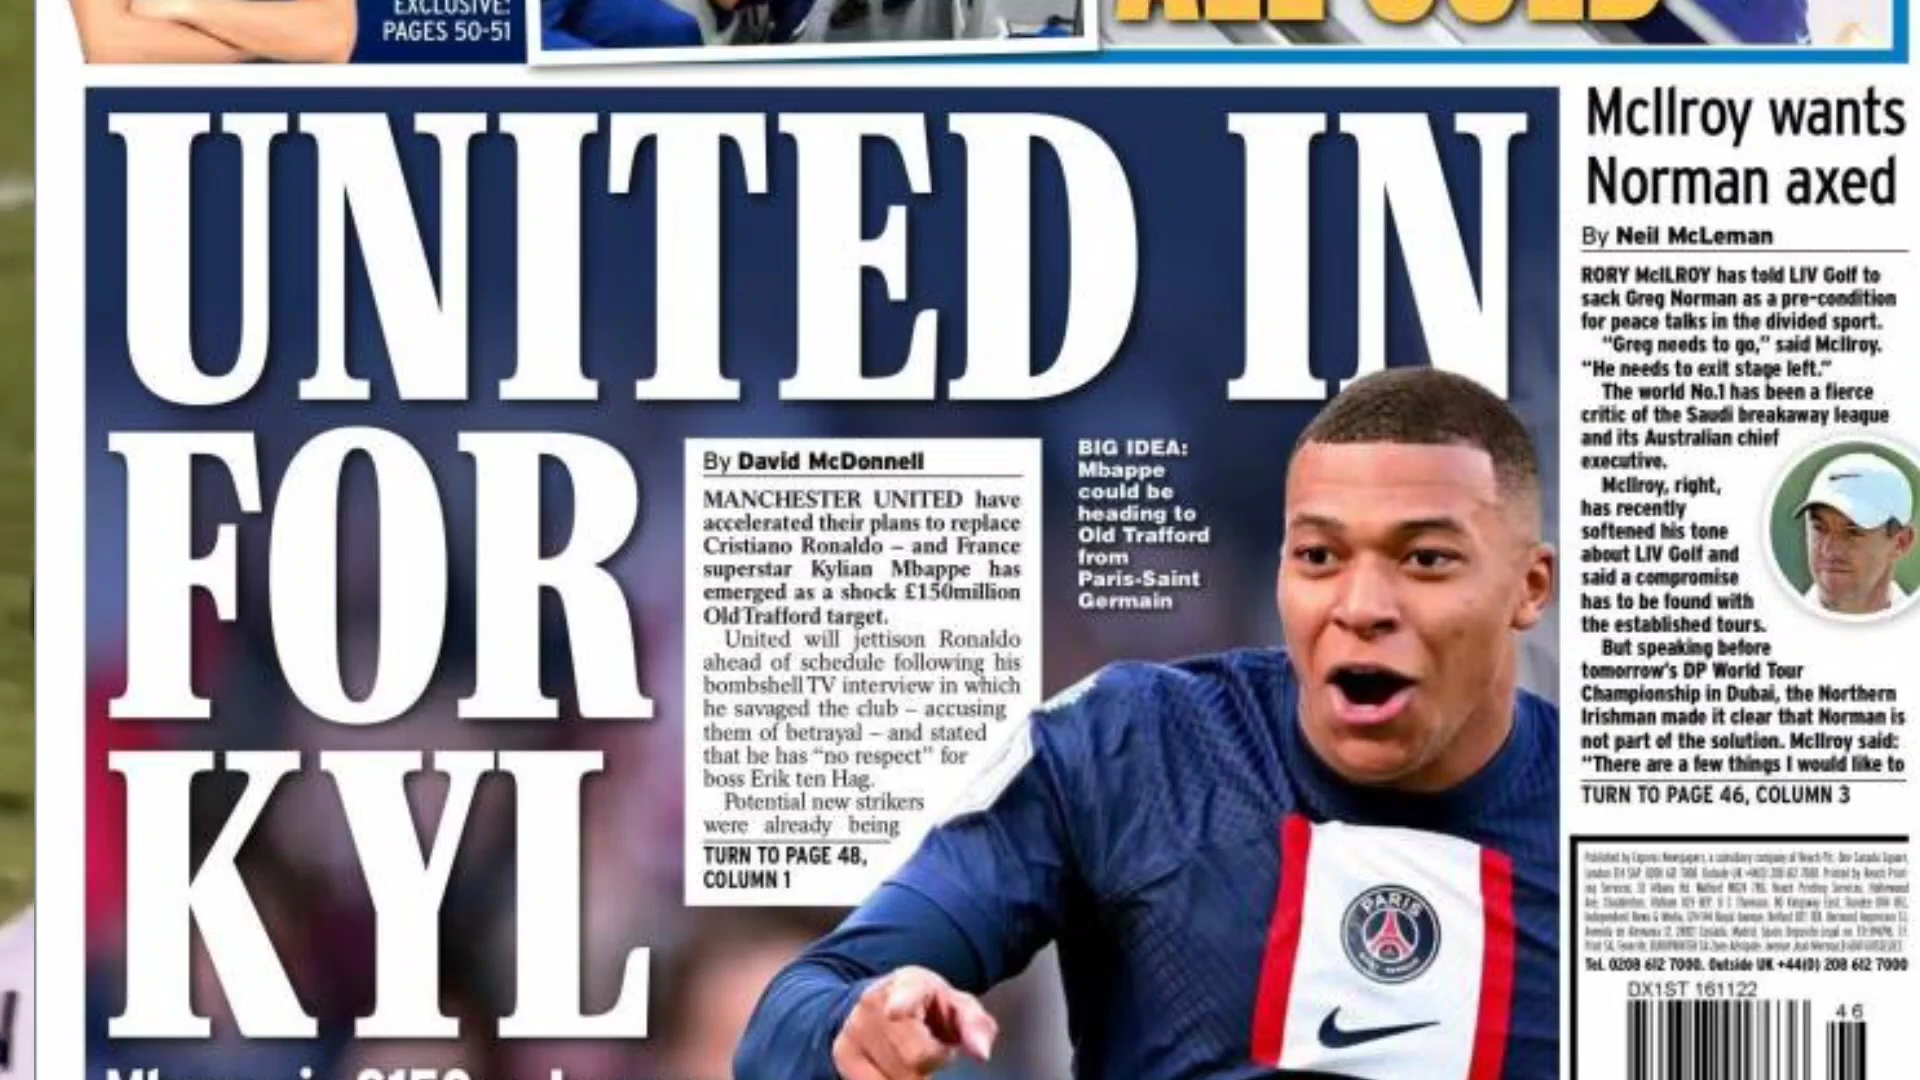 EXCLUSIVE:
PAGES 50-51
ALL GOLD
UNITED IN
FOR
KYL
By David McDonnell
MANCHESTER UNITED have
accelerated their plans to replace
Cristiano Ronaldo – and France
superstar Kylian Mbappe has
emerged as a shock £150million
Old Trafford target.
United will jettison Ronaldo
ahead of schedule following his
bombshell TV interview in which
he savaged the club – accusing
them of betrayal – and stated
that he has “no respect” for
boss Erik ten Hag.
Potential new strikers
were already being
TURN TO PAGE 48,
COLUMN 1
BIG IDEA:
Mbappe
could be
heading to
Old Trafford
from
Paris-Saint
Germain
PARIS
McIlroy wants
Norman axed
By Neil McLeman
RORY McILROY has told LIV Golf to
sack Greg Norman as a pre-condition
for peace talks in the divided sport.
“Greg needs to go,” said McIlroy.
“He needs to exit stage left.”
The world No.1 has been a fierce
critic of the Saudi breakaway league
and its Australian chief
executive.
McIlroy, right,
has recently
softened his tone
about LIV Golf and
said a compromise
has to be found with
the established tours.
But speaking before
tomorrow’s DP World Tour
Championship in Dubai, the Northern
Irishman made it clear that Norman is
not part of the solution. McIlroy said:
“There are a few things I would like to
TURN TO PAGE 46, COLUMN 3
Tel. 0208 612 7000. Outside UK +44(0) 208 612 7000
DX1ST 161122
46